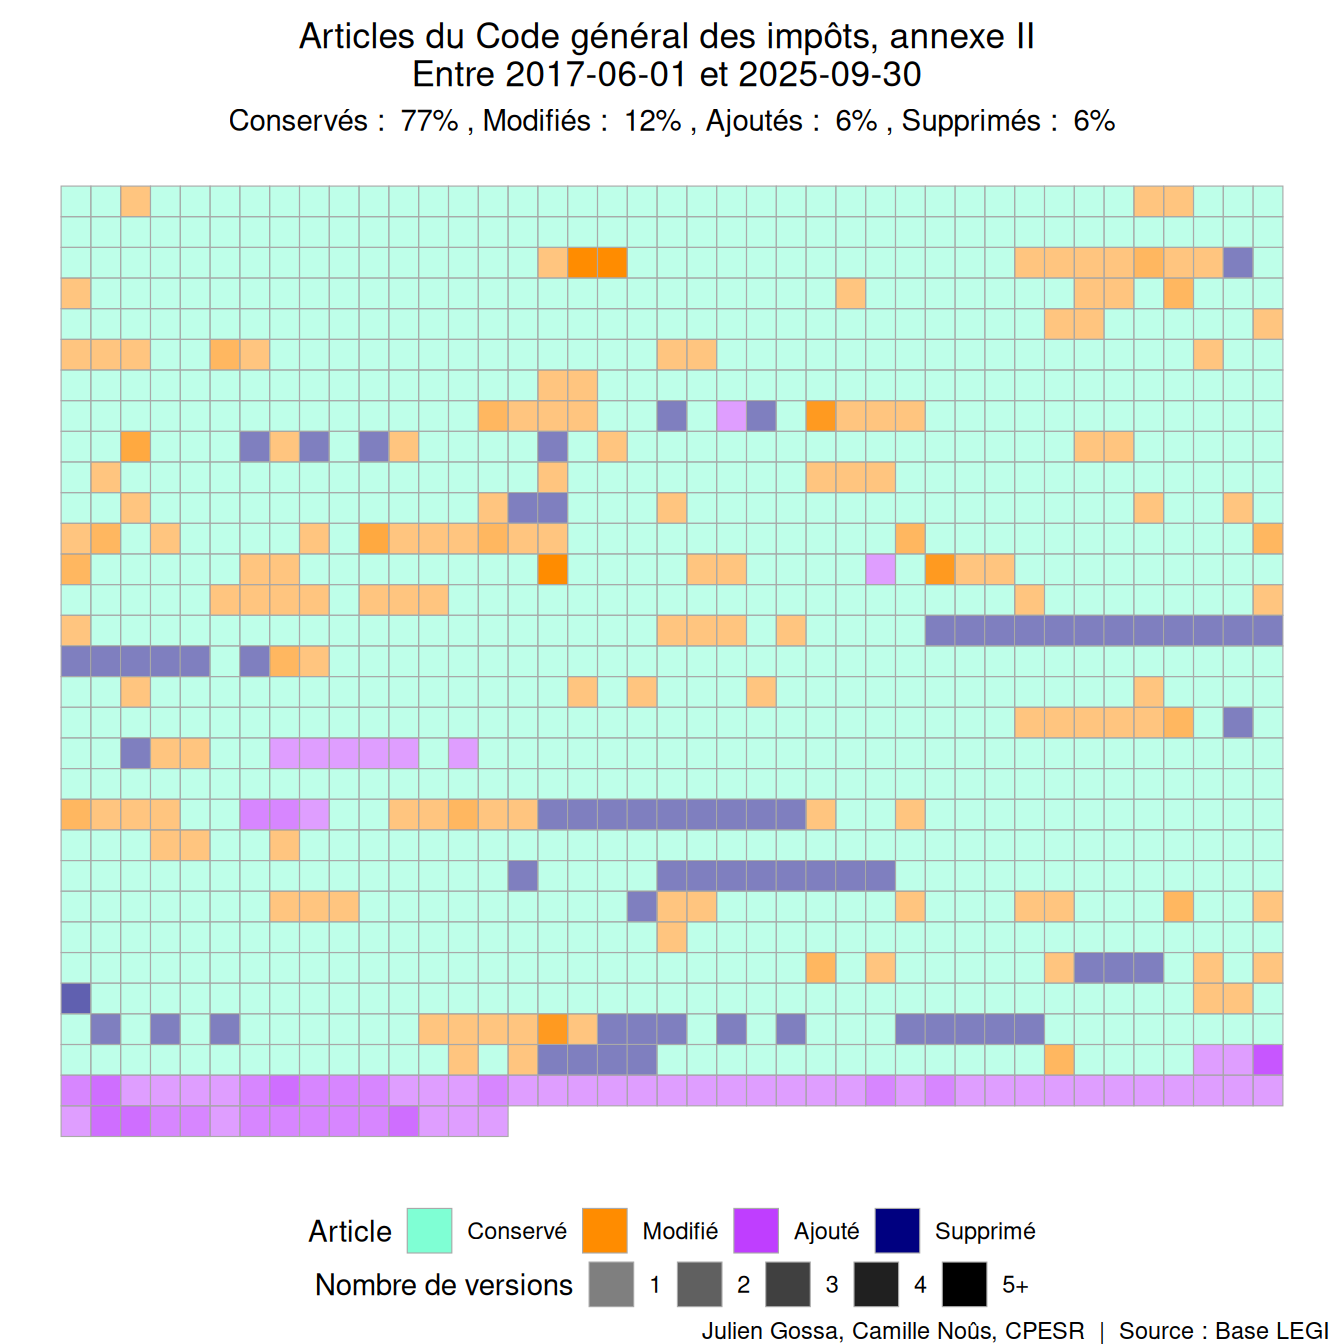 Articles du Code général des impôts, annexe II
Entre 2017-06-01 et 2025-09-30
Conservés :  77% , Modifiés :  12% , Ajoutés :  6% , Supprimés :  6%
Article Conservé Modifié Ajouté Supprimé
Nombre de versions 1 2 3 4 5+
Julien Gossa, Camille Noûs, CPESR | Source : Base LEGI